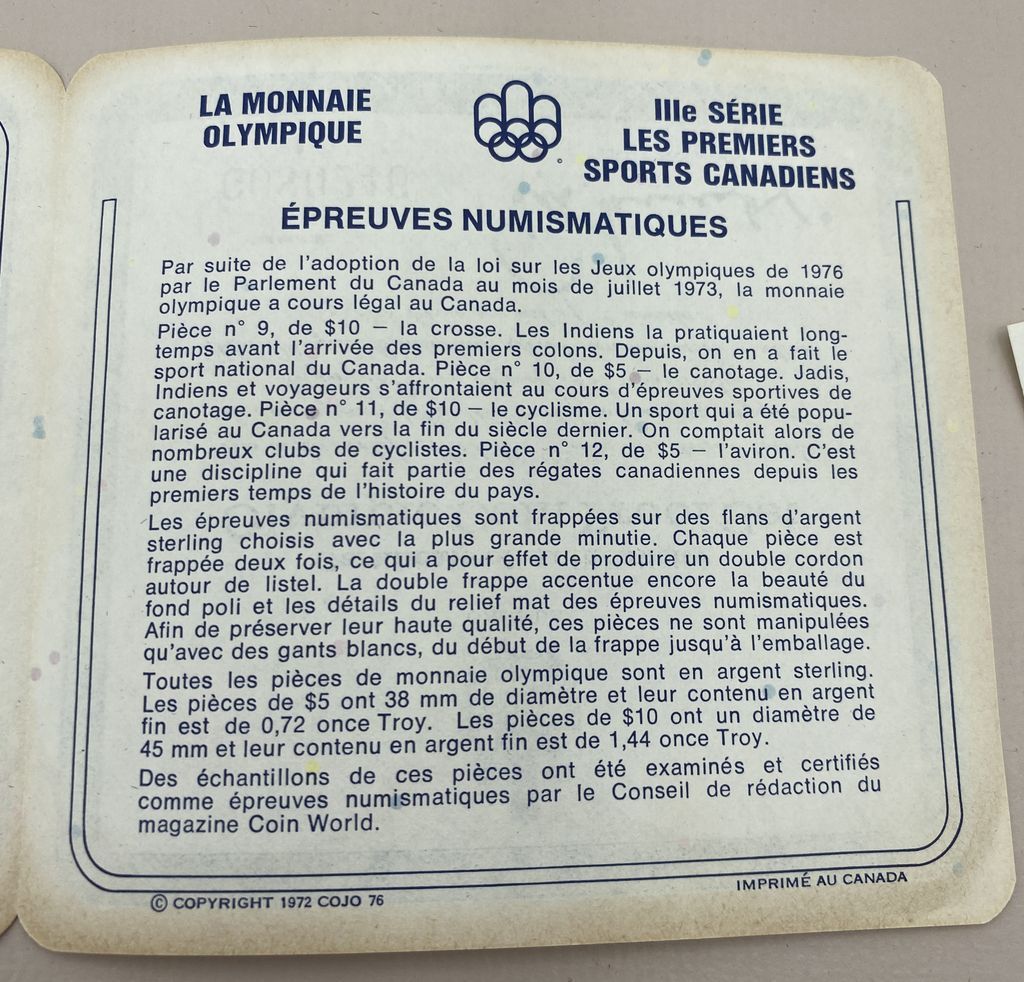 LA MONNAIE
OLYMPIQUE
IIIe SÉRIE
LES PREMIERS
SPORTS CANADIENS
ÉPREUVES NUMISMATIQUES
Par suite de l'adoption de la loi sur les Jeux olympiques de 1976
par le Parlement du Canada au mois de juillet 1973, la monnaie
olympique a cours légal au Canada.
Pièce n° 9, de $10 — la crosse. Les Indiens la pratiquaient long-
temps avant l'arrivée des premiers colons. Depuis, on en a fait le
sport national du Canada. Pièce n° 10, de $5 — le canotage. Jadis,
Indiens et voyageurs s'affrontaient au cours d'épreuves sportives de
canotage. Pièce n° 11, de $10 — le cyclisme. Un sport qui a été popu-
larisé au Canada vers la fin du siècle dernier. On comptait alors de
nombreux clubs de cyclistes. Pièce n° 12, de $5 — l'aviron. C'est
une discipline qui fait partie des régates canadiennes depuis les
premiers temps de l'histoire du pays.
Les épreuves numismatiques sont frappées sur des flans d'argent
sterling choisis avec la plus grande minutie. Chaque pièce est
frappée deux fois, ce qui a pour effet de produire un double cordon
autour de listel. La double frappe accentue encore la beauté du
fond poli et les détails du relief mat des épreuves numismatiques.
Afin de préserver leur haute qualité, ces pièces ne sont manipulées
qu'avec des gants blancs, du début de la frappe jusqu'à l'emballage.
Toutes les pièces de monnaie olympique sont en argent sterling.
Les pièces de $5 ont 38 mm de diamètre et leur contenu en argent
fin est de 0,72 once Troy. Les pièces de $10 ont un diamètre de
45 mm et leur contenu en argent fin est de 1,44 once Troy.
Des échantillons de ces pièces ont été examinés et certifiés
comme épreuves numismatiques par le Conseil de rédaction du
magazine Coin World.
© COPYRIGHT 1972 COJO 76
IMPRIMÉ AU CANADA